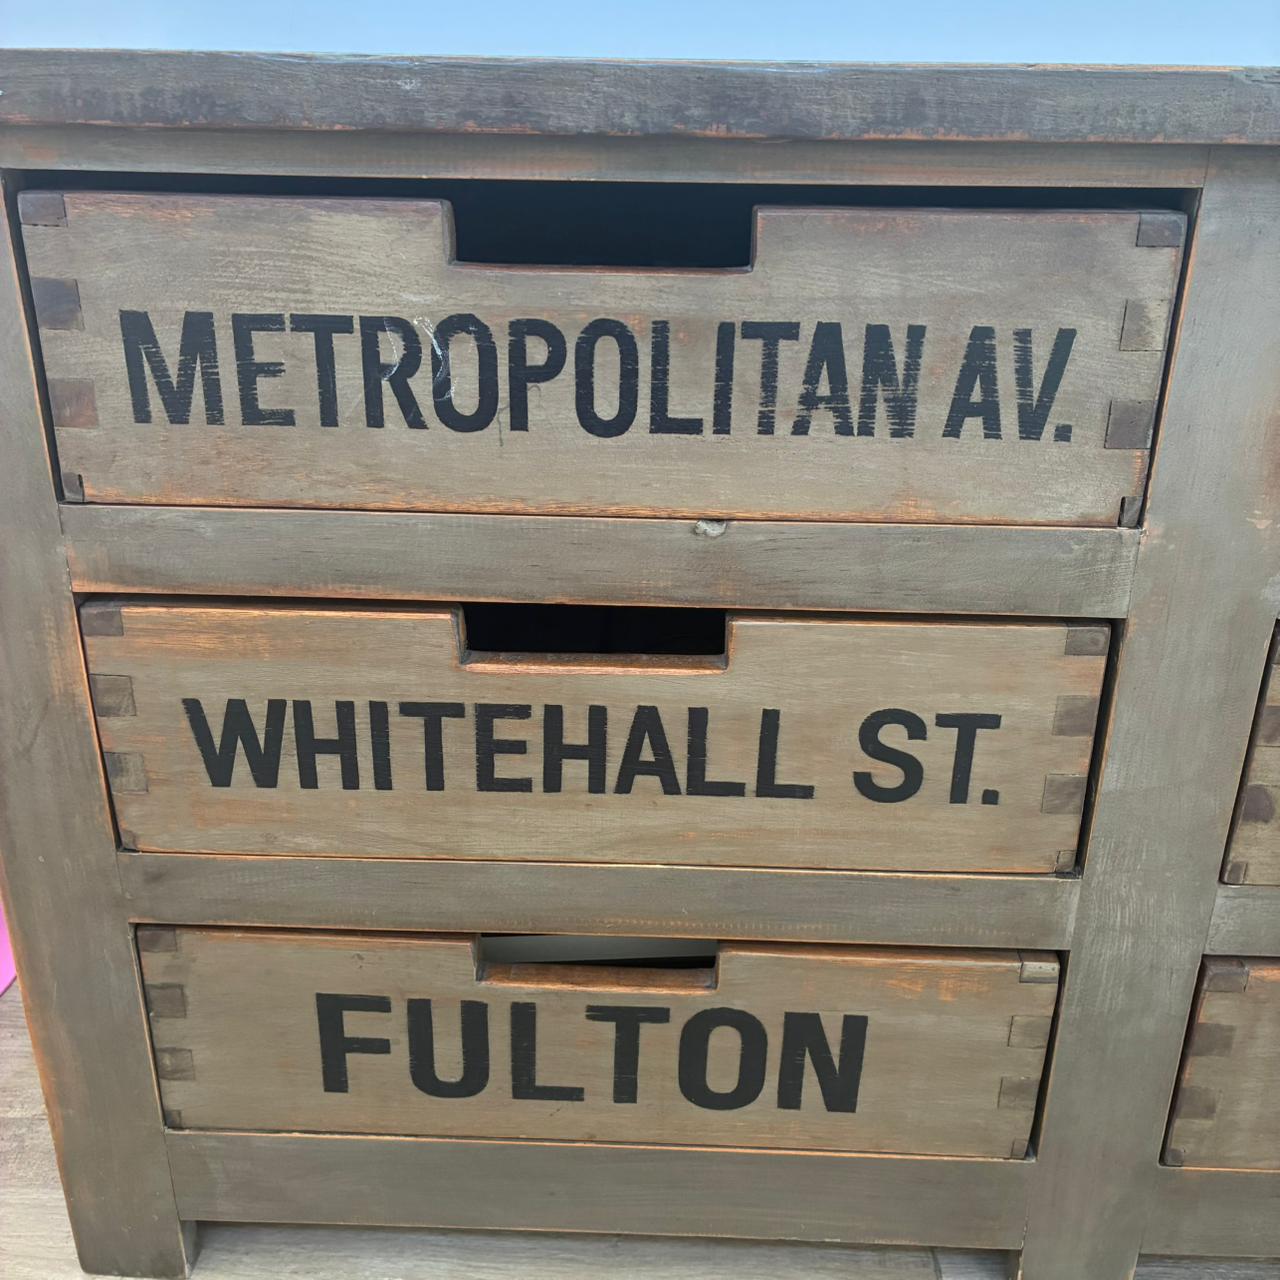 METROPOLITAN AV.
WHITEHALL ST.
FULTON